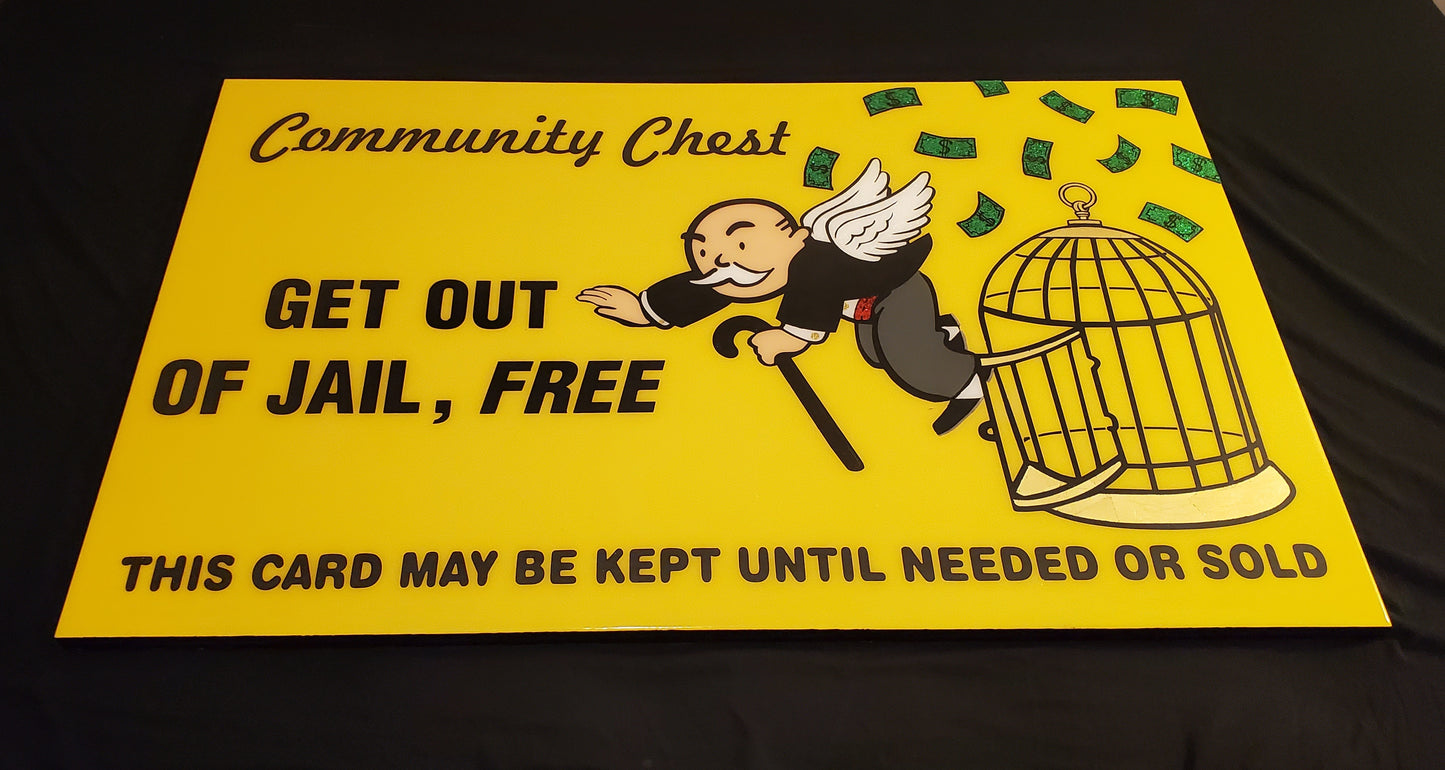 Community Chest
GET OUT
OF JAIL, FREE
THIS CARD MAY BE KEPT UNTIL NEEDED OR SOLD